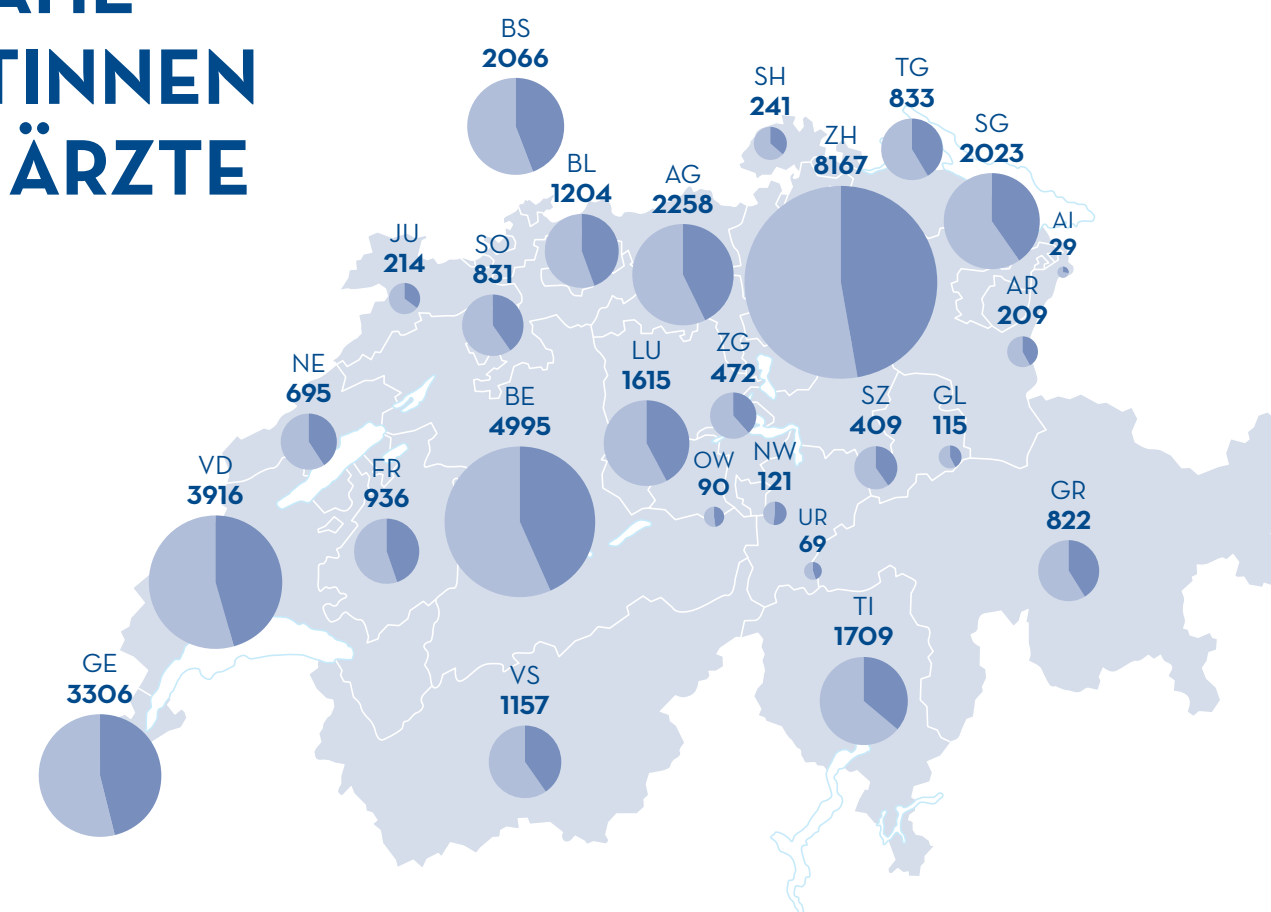 TINNEN
ÄRZTE
BS
2066
SH
241
TG
833
ZH
8167
SG
2023
BL
1204
AG
2258
AI
29
JU
214
SO
831
AR
209
NE
695
LU
1615
ZG
472
BE
4995
SZ
409
GL
115
VD
3916
FR
936
OW
90
NW
121
UR
69
GR
822
TI
1709
GE
3306
VS
1157